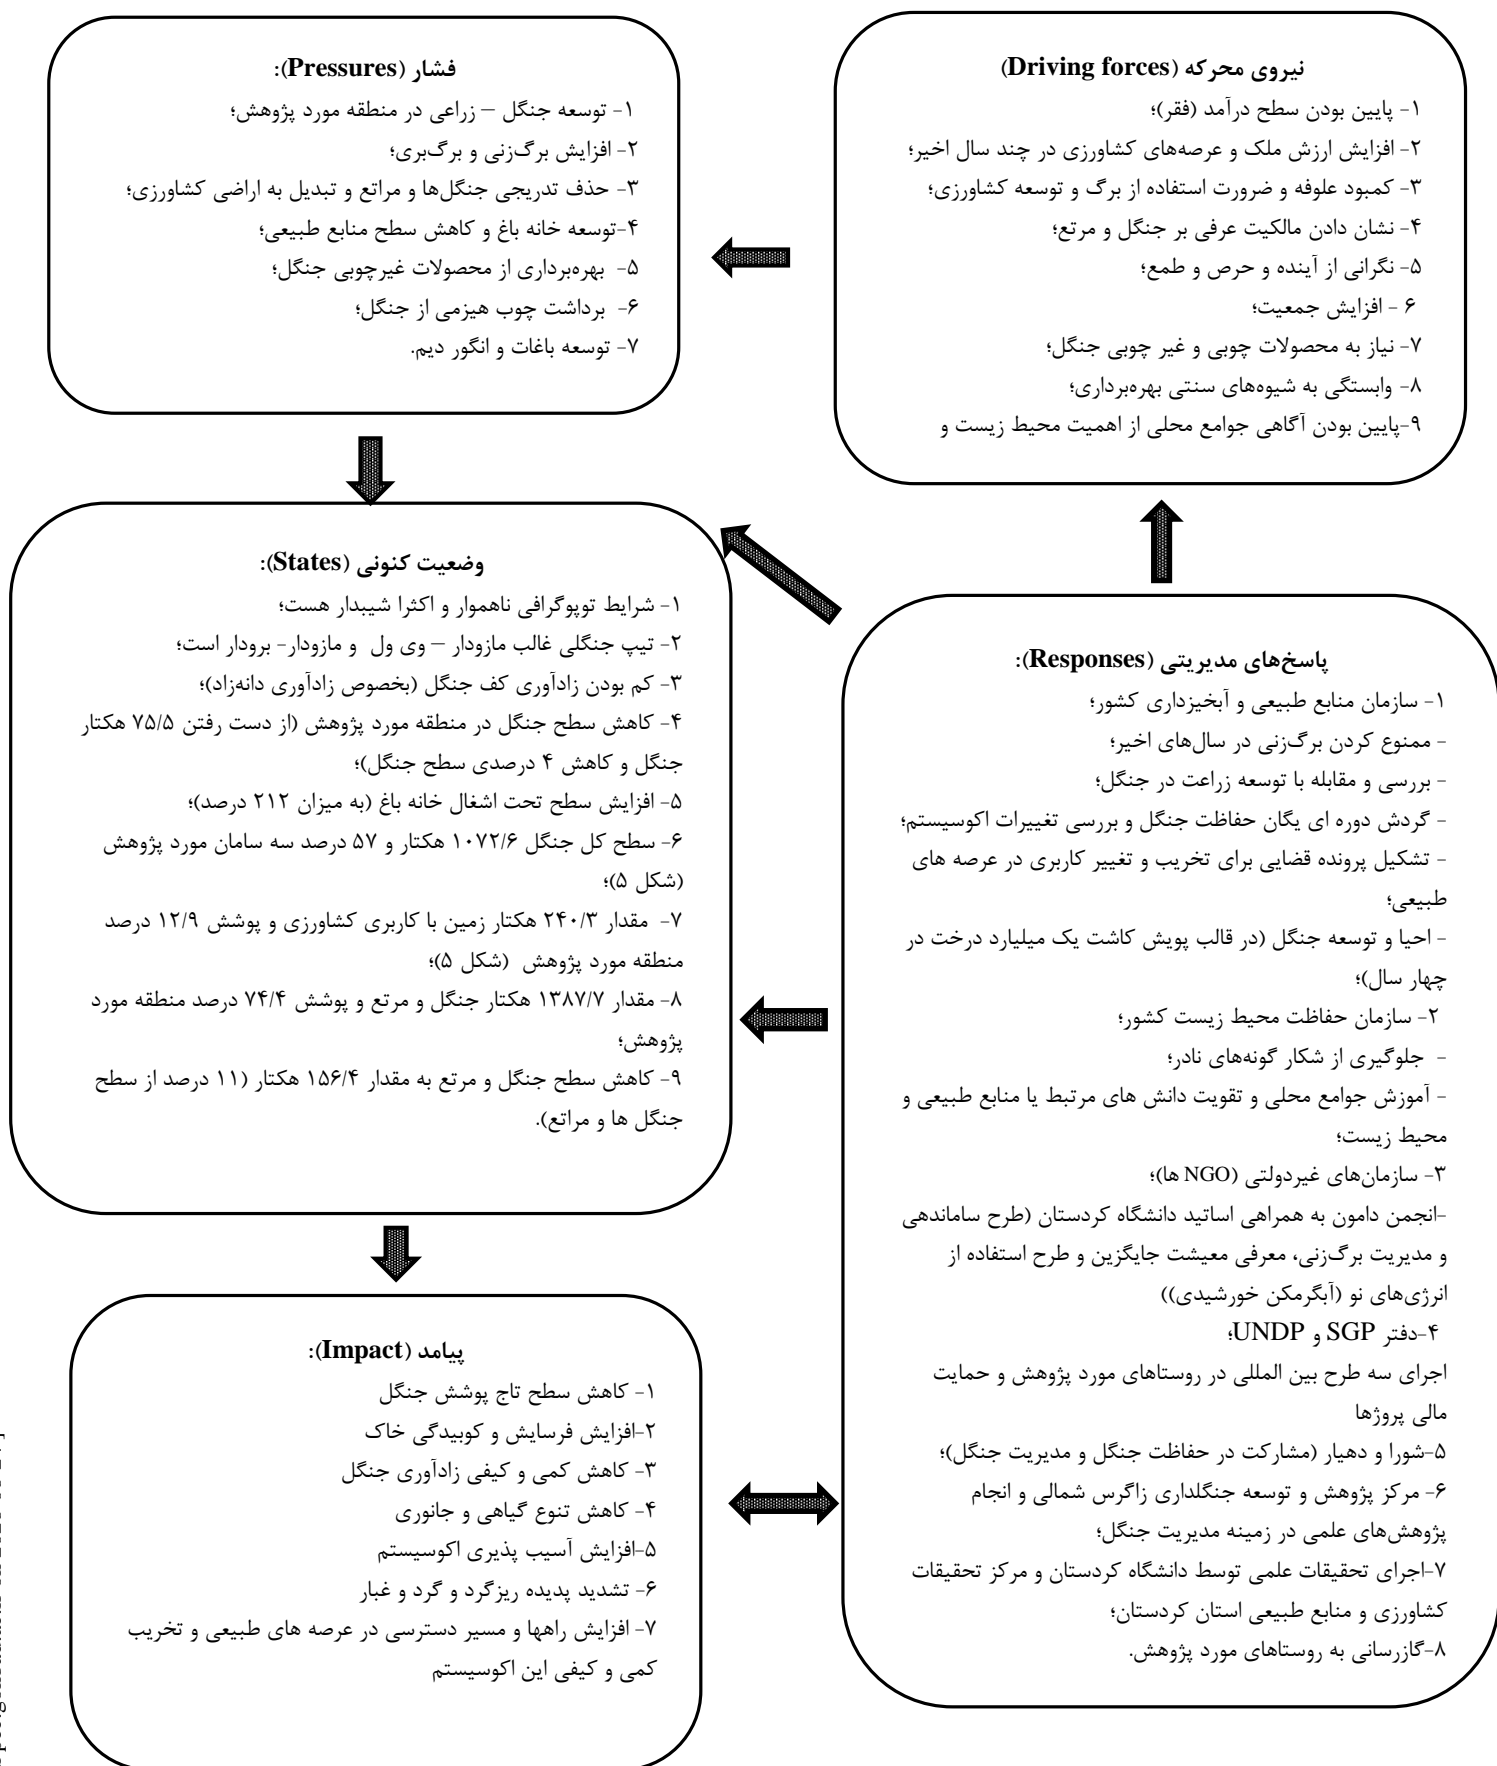 نیروی محرکه (Driving forces)
۱- پایین بودن سطح درآمد (فقر)؛
۲- افزایش ارزش ملک و عرصه‌های کشاورزی در چند سال اخیر؛
۳- کمبود علوفه و ضرورت استفاده از برگ و توسعه کشاورزی؛
۴- نشان دادن مالکیت عرفی بر جنگل و مرتع؛
۵- نگرانی از آینده و حرص و طمع؛
۶ - افزایش جمعیت؛
۷- نیاز به محصولات چوبی و غیر چوبی جنگل؛
۸- وابستگی به شیوه‌های سنتی بهره‌برداری؛
۹-پایین بودن آگاهی جوامع محلی از اهمیت محیط زیست و
فشار (Pressures):
۱- توسعه جنگل – زراعی در منطقه مورد پژوهش؛
۲- افزایش برگ‌زنی و برگ‌بری؛
۳- حذف تدریجی جنگل‌ها و مراتع و تبدیل به اراضی کشاورزی؛
۴-توسعه خانه باغ و کاهش سطح منابع طبیعی؛
۵- بهره‌برداری از محصولات غیرچوبی جنگل؛
۶- برداشت چوب هیزمی از جنگل؛
۷- توسعه باغات و انگور دیم.
وضعیت کنونی (States):
۱- شرایط توپوگرافی ناهموار و اکثرا شیبدار هست؛
۲- تیپ جنگلی غالب مازودار – وی ول و مازودار- برودار است؛
۳- کم بودن زادآوری کف جنگل (بخصوص زادآوری دانه‌زاد)؛
۴- کاهش سطح جنگل در منطقه مورد پژوهش (از دست رفتن ۷۵/۵ هکتار
جنگل و کاهش ۴ درصدی سطح جنگل)؛
۵- افزایش سطح تحت اشغال خانه باغ (به میزان ۲۱۲ درصد)؛
۶- سطح کل جنگل ۱۰۷۲/۶ هکتار و ۵۷ درصد سه سامان مورد پژوهش
(شکل ۵)؛
۷- مقدار ۲۴۰/۳ هکتار زمین با کاربری کشاورزی و پوشش ۱۲/۹ درصد
منطقه مورد پژوهش (شکل ۵)؛
۸- مقدار ۱۳۸۷/۷ هکتار جنگل و مرتع و پوشش ۷۴/۴ درصد منطقه مورد
پژوهش؛
۹- کاهش سطح جنگل و مرتع به مقدار ۱۵۶/۴ هکتار (۱۱ درصد از سطح
جنگل ها و مراتع).
پاسخ‌های مدیریتی (Responses):
۱- سازمان منابع طبیعی و آبخیزداری کشور؛
- ممنوع کردن برگ‌زنی در سال‌های اخیر؛
- بررسی و مقابله با توسعه زراعت در جنگل؛
- گردش دوره ای یگان حفاظت جنگل و بررسی تغییرات اکوسیستم؛
- تشکیل پرونده قضایی برای تخریب و تغییر کاربری در عرصه های
طبیعی؛
- احیا و توسعه جنگل (در قالب پویش کاشت یک میلیارد درخت در
چهار سال)؛
۲- سازمان حفاظت محیط زیست کشور؛
- جلوگیری از شکار گونه‌های نادر؛
- آموزش جوامع محلی و تقویت دانش های مرتبط یا منابع طبیعی و
محیط زیست؛
۳- سازمان‌های غیردولتی (NGO ها)؛
-انجمن دامون به همراهی اساتید دانشگاه کردستان (طرح ساماندهی
و مدیریت برگ‌زنی، معرفی معیشت جایگزین و طرح استفاده از
انرژی‌های نو (آبگرمکن خورشیدی))
۴-دفتر SGP و UNDP؛
اجرای سه طرح بین المللی در روستاهای مورد پژوهش و حمایت
مالی پروژها
۵-شورا و دهیار (مشارکت در حفاظت جنگل و مدیریت جنگل)؛
۶- مرکز پژوهش و توسعه جنگلداری زاگرس شمالی و انجام
پژوهش‌های علمی در زمینه مدیریت جنگل؛
۷-اجرای تحقیقات علمی توسط دانشگاه کردستان و مرکز تحقیقات
کشاورزی و منابع طبیعی استان کردستان؛
۸-گازرسانی به روستاهای مورد پژوهش.
پیامد (Impact):
۱- کاهش سطح تاج پوشش جنگل
۲-افزایش فرسایش و کوبیدگی خاک
۳- کاهش کمی و کیفی زادآوری جنگل
۴- کاهش تنوع گیاهی و جانوری
۵-افزایش آسیب پذیری اکوسیستم
۶- تشدید پدیده ریزگرد و گرد و غبار
۷- افزایش راهها و مسیر دسترسی در عرصه های طبیعی و تخریب
کمی و کیفی این اکوسیستم